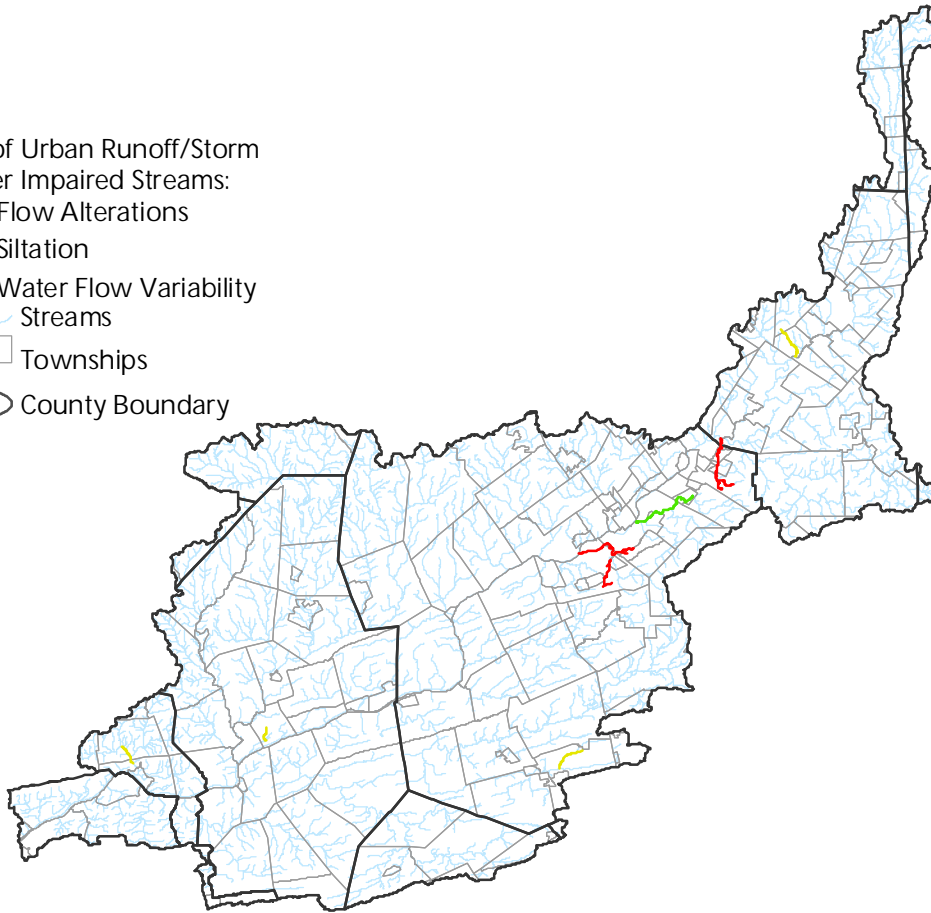 of Urban Runoff/Storm
er Impaired Streams:
Flow Alterations
Siltation
Water Flow Variability
Streams
Townships
County Boundary